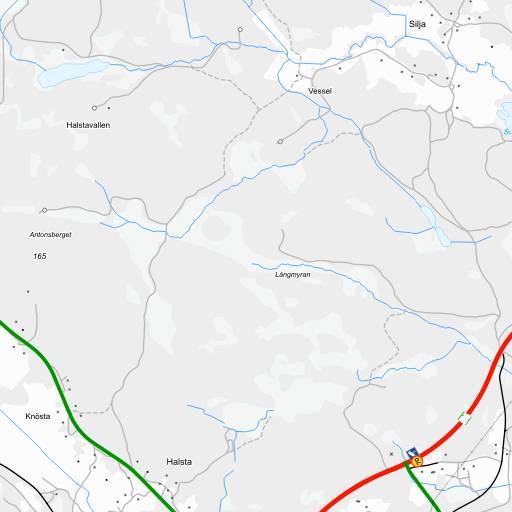 Silja
Vessel
Halstavallen
Antonsberget
165
Långmyran
Knösta
Halsta